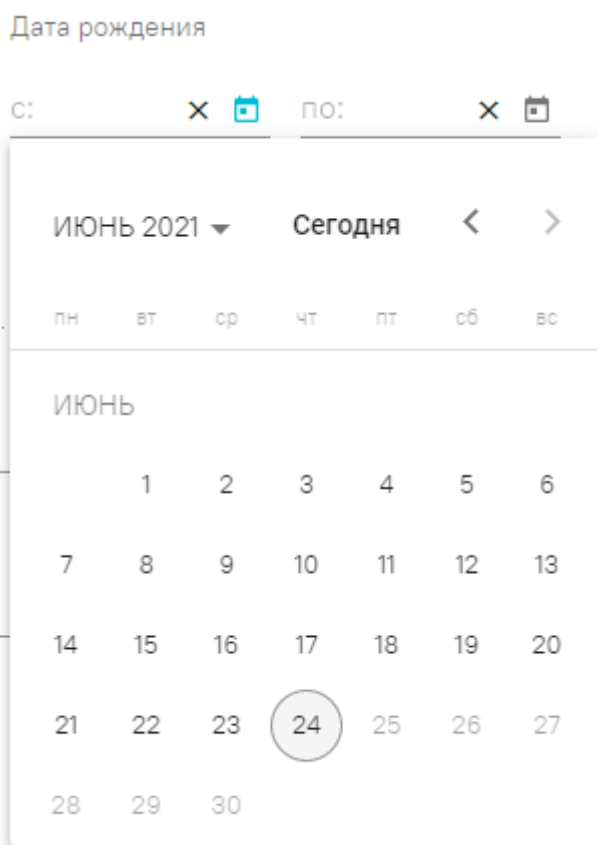 Дата рождения
с: по:
ИЮНЬ 2021 Сегодня
пн вт ср чт пт сб вс
ИЮНЬ
1 2 3 4 5 6
7 8 9 10 11 12 13
14 15 16 17 18 19 20
21 22 23 24 25 26 27
28 29 30